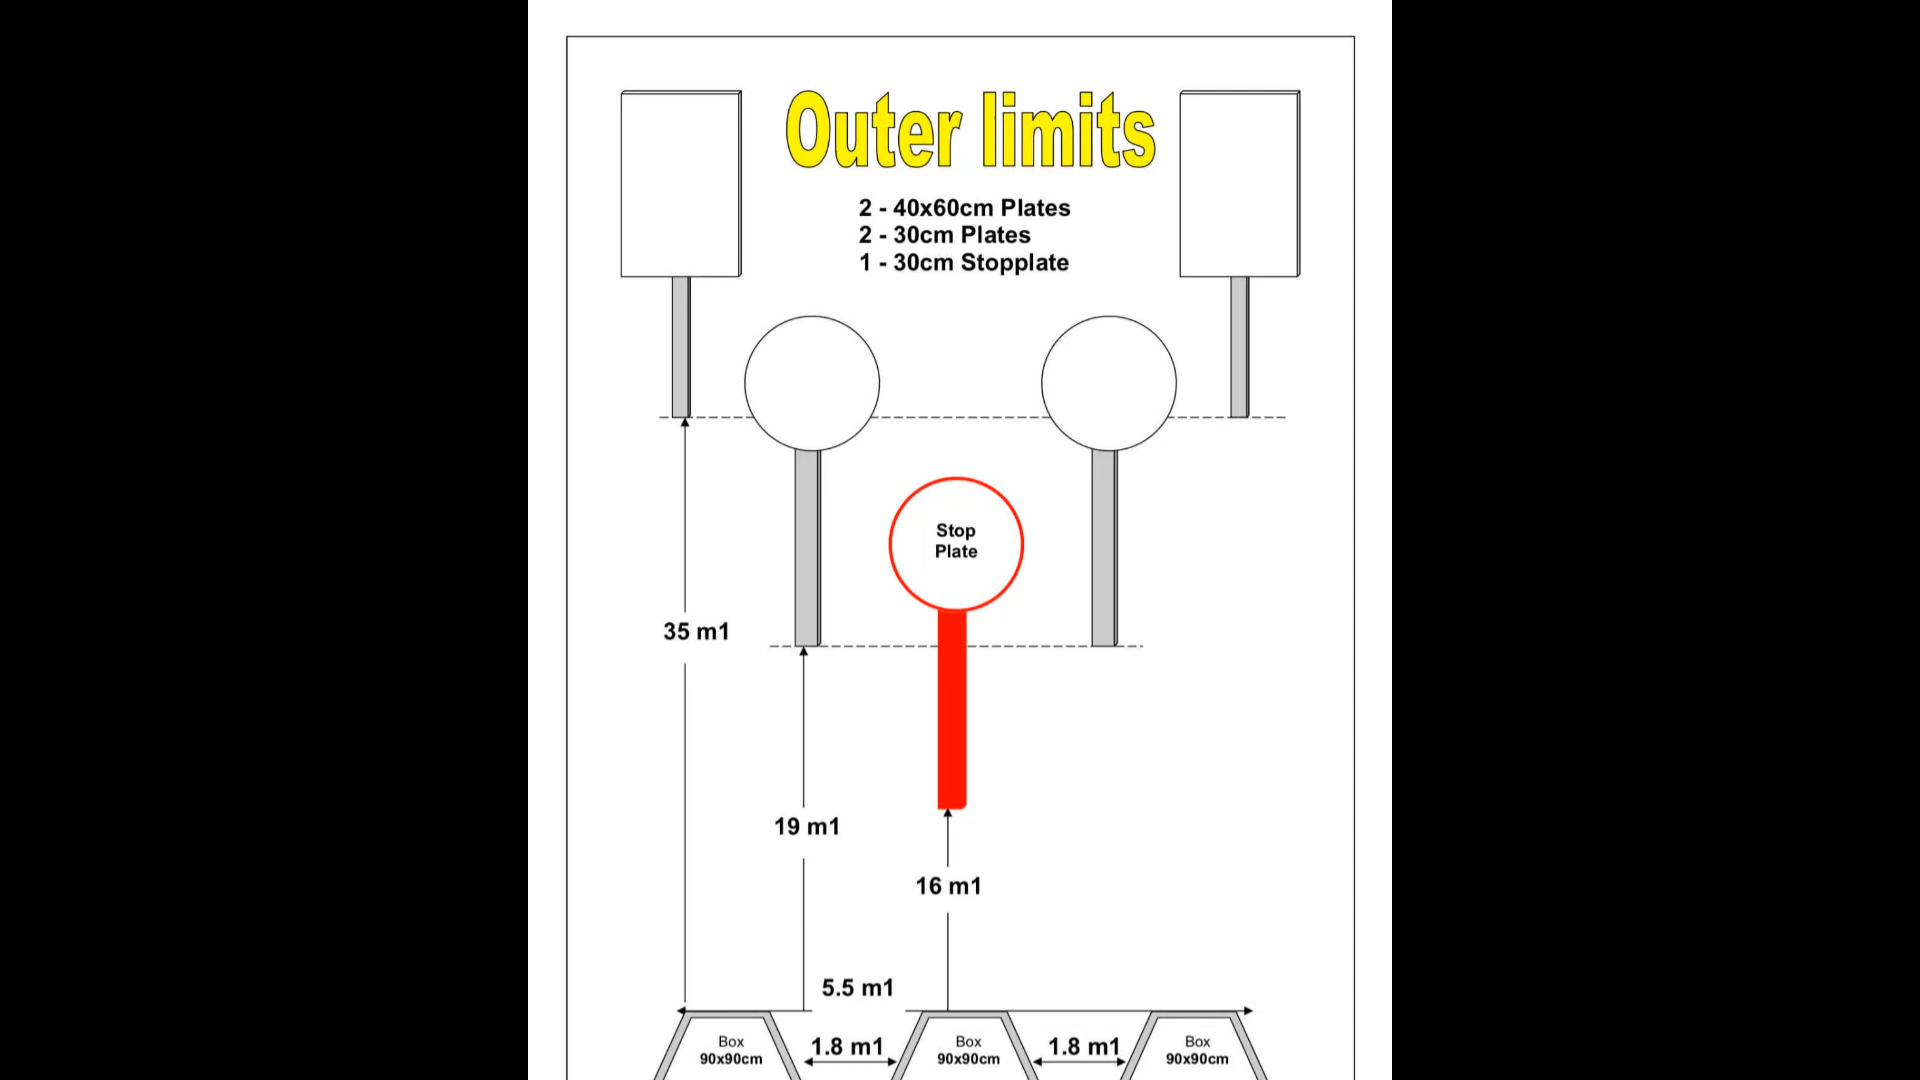 Outer limits
2 - 40x60cm Plates
2 - 30cm Plates
1 - 30cm Stopplate
Stop
Plate
35 m1
19 m1
16 m1
5.5 m1
Box
90x90cm
1.8 m1
Box
90x90cm
1.8 m1
Box
90x90cm